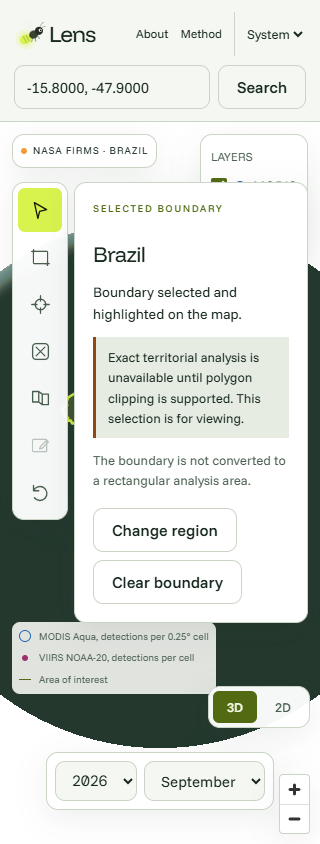 Lens
About Method System
-15.8000, -47.9000 Search
NASA FIRMS · BRAZIL
LAYERS
SELECTED BOUNDARY
Brazil
Boundary selected and
highlighted on the map.
Exact territorial analysis is
unavailable until polygon
clipping is supported. This
selection is for viewing.
The boundary is not converted to
a rectangular analysis area.
Change region
Clear boundary
MODIS Aqua, detections per 0.25° cell
VIIRS NOAA-20, detections per cell
Area of interest
3D 2D
2026 September
+
−